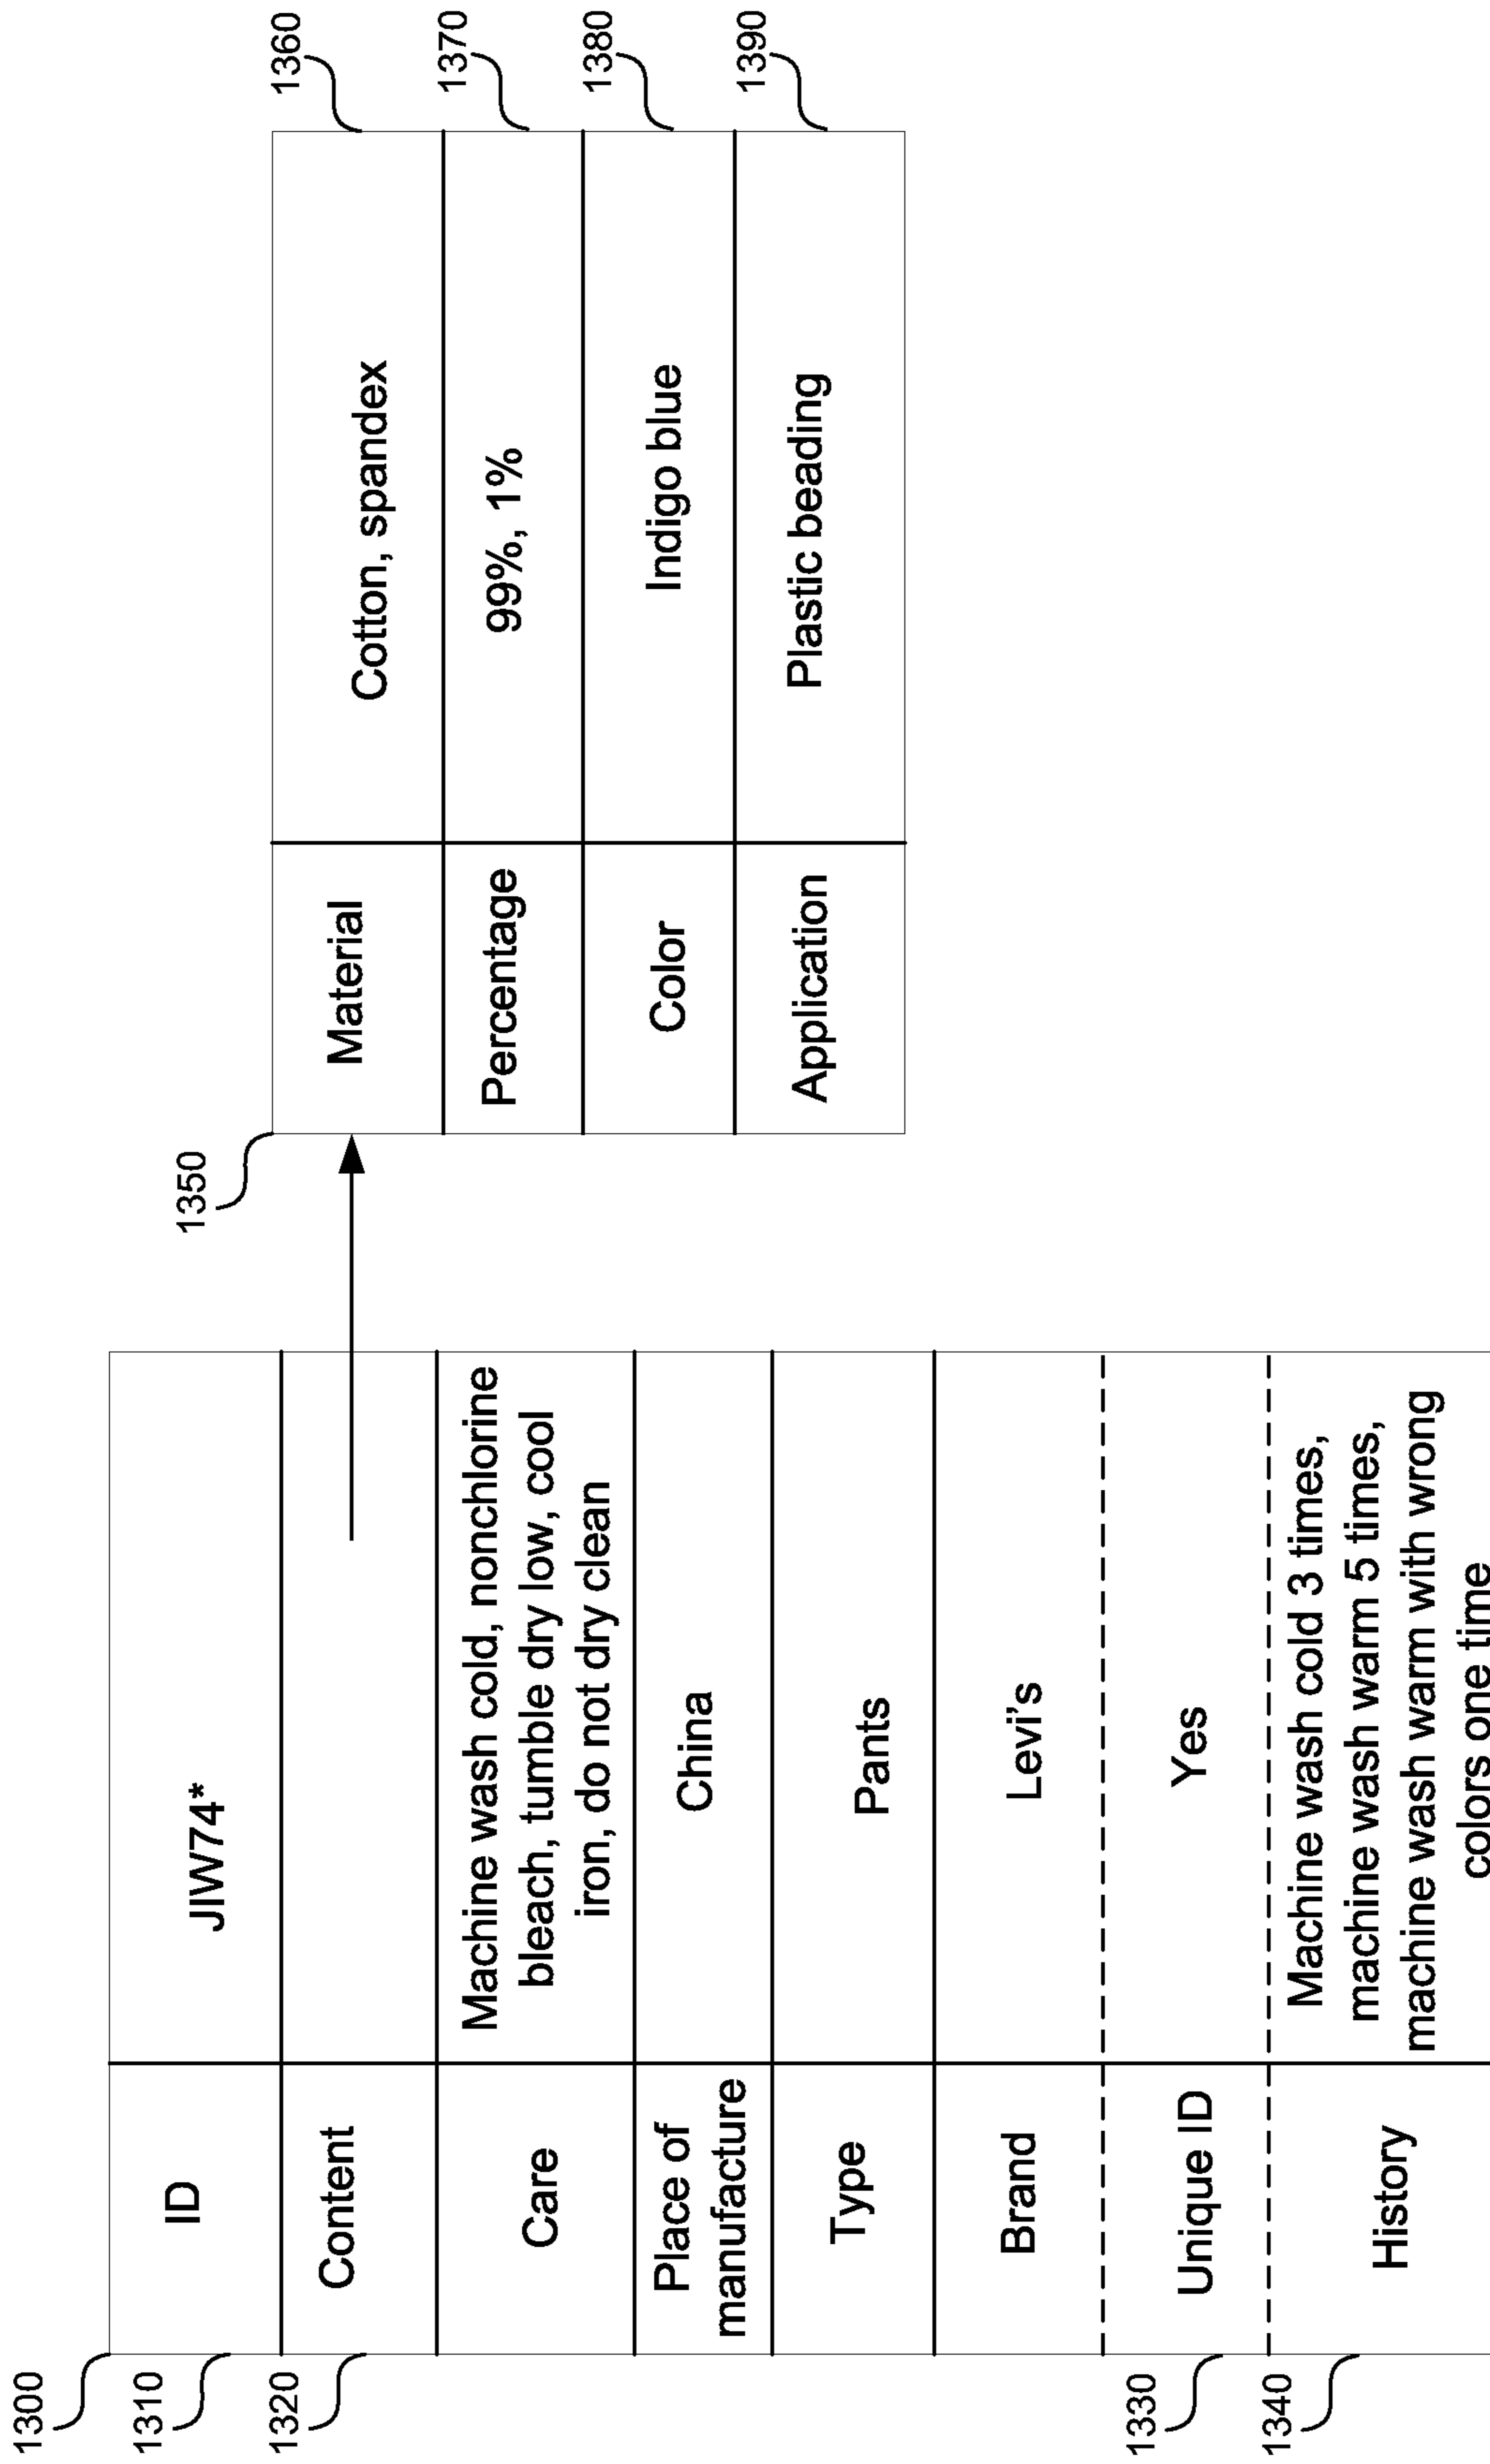 1300
1310
ID
JIW74*
1320
Content
Care
Machine wash cold, nonchlorine
bleach, tumble dry low, cool
iron, do not dry clean
Place of
manufacture
China
Type
Pants
Brand
Levi's
1330
Unique ID
Yes
1340
History
Machine wash cold 3 times,
machine wash warm 5 times,
machine wash warm with wrong
colors one time
1350
Material
Cotton, spandex
1360
Percentage
99%, 1%
1370
Color
Indigo blue
1380
Application
Plastic beading
1390